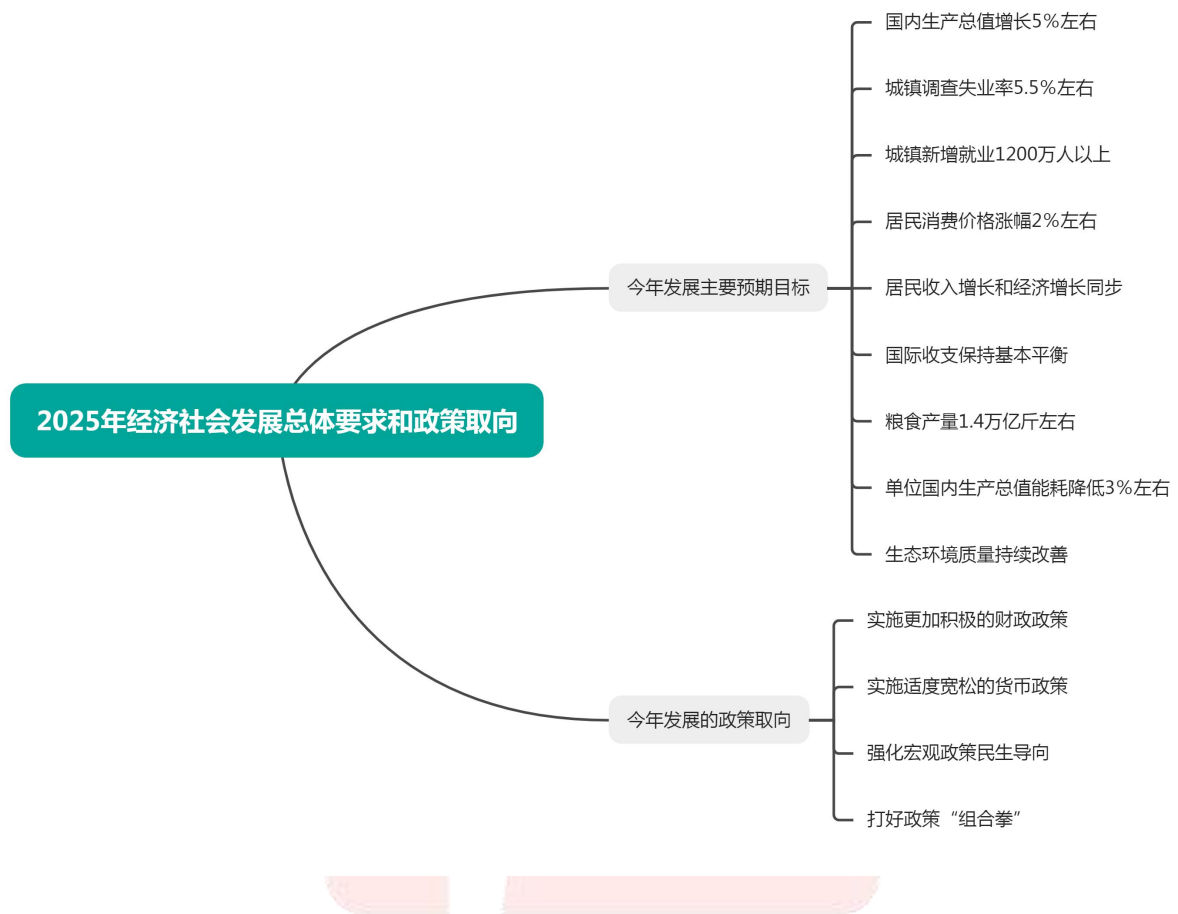 2025年经济社会发展总体要求和政策取向
今年发展主要预期目标
国内生产总值增长5%左右
城镇调查失业率5.5%左右
城镇新增就业1200万人以上
居民消费价格涨幅2%左右
居民收入增长和经济增长同步
国际收支保持基本平衡
粮食产量1.4万亿斤左右
单位国内生产总值能耗降低3%左右
生态环境质量持续改善
今年发展的政策取向
实施更加积极的财政政策
实施适度宽松的货币政策
强化宏观政策民生导向
打好政策“组合拳”